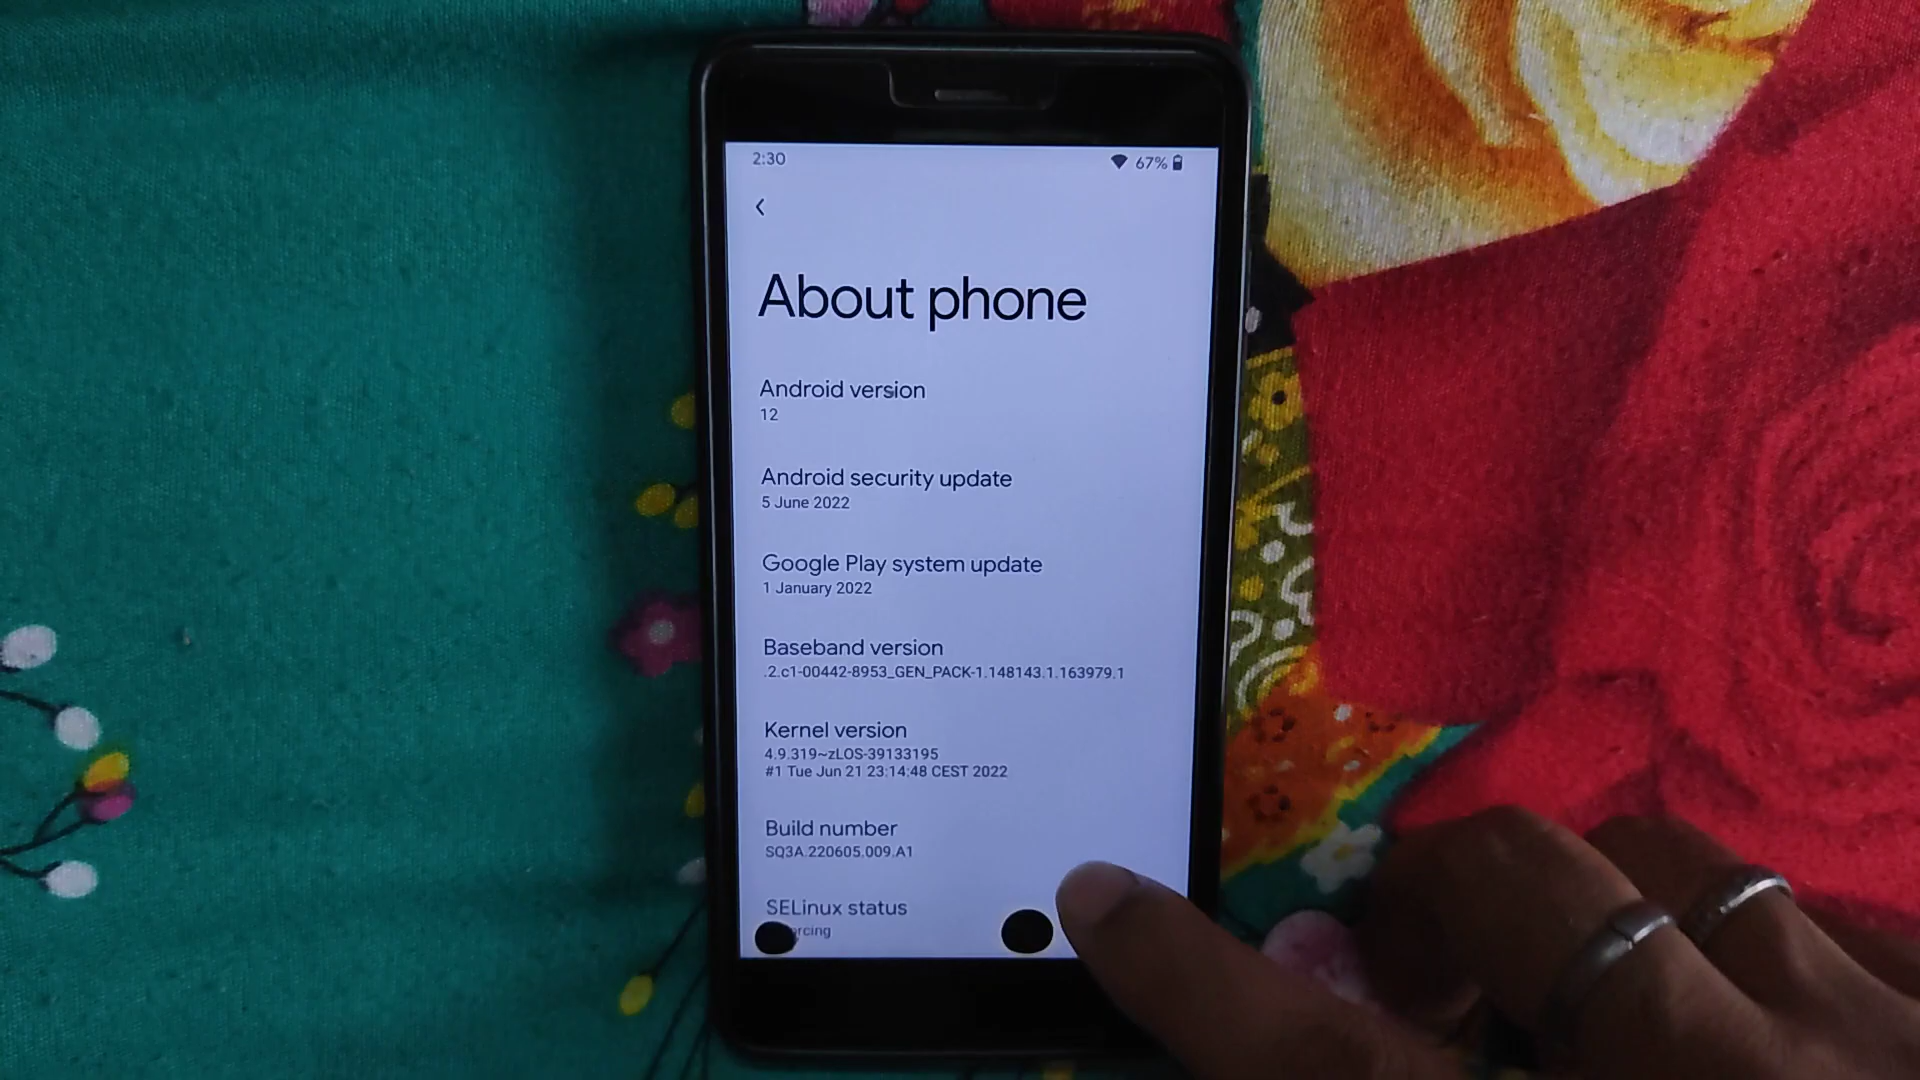 2:30
67%
About phone
Android version
12
Android security update
5 June 2022
Google Play system update
1 January 2022
Baseband version
.2.c1-00442-8953_GEN_PACK-1.148143.1.163979.1
Kernel version
4.9.319~zLOS-39133195
#1 Tue Jun 21 23:14:48 CEST 2022
Build number
SQ3A.220605.009.A1
SELinux status
orcing